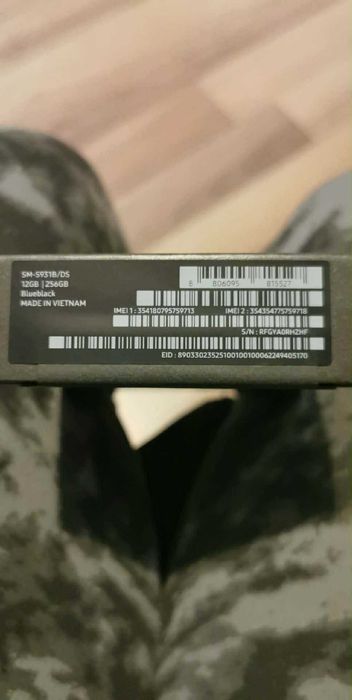 SM-S931B/DS
12GB | 256GB
Blueblack
MADE IN VIETNAM
8 806095 815527
IMEI 1 : 354180795759713 IMEI 2 : 354354775759718
S/N : RFGYA0RHZHF
EID : 89033023525100100100062249405170